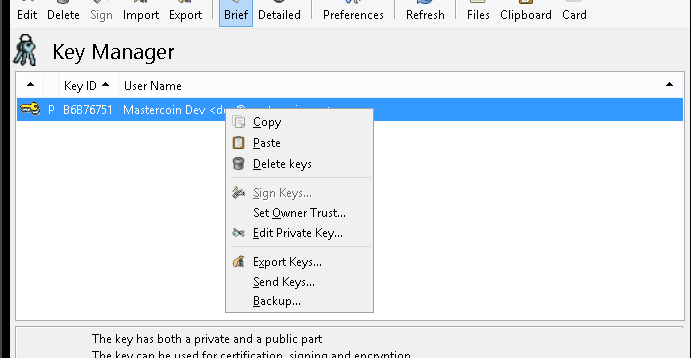 Edit Delete Sign Import Export Brief Detailed Preferences Refresh Files Clipboard Card
Key Manager
Key ID User Name
P B6B76751 Mastercoin Dev
Copy
Paste
Delete keys
Sign Keys...
Set Owner Trust...
Edit Private Key...
Export Keys...
Send Keys...
Backup...
The key has both a private and a public part
The key can be used for certification, signing and encryption